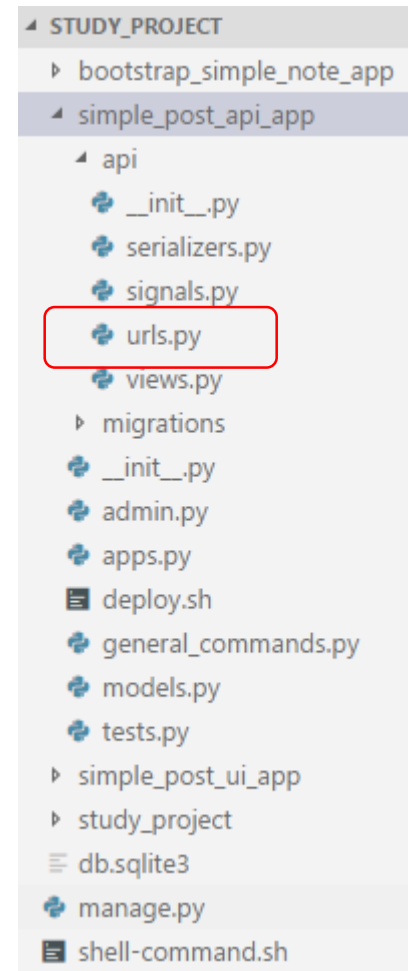 STUDY_PROJECT
bootstrap_simple_note_app
simple_post_api_app
api
__init__.py
serializers.py
signals.py
urls.py
views.py
migrations
__init__.py
admin.py
apps.py
deploy.sh
general_commands.py
models.py
tests.py
simple_post_ui_app
study_project
db.sqlite3
manage.py
shell-command.sh